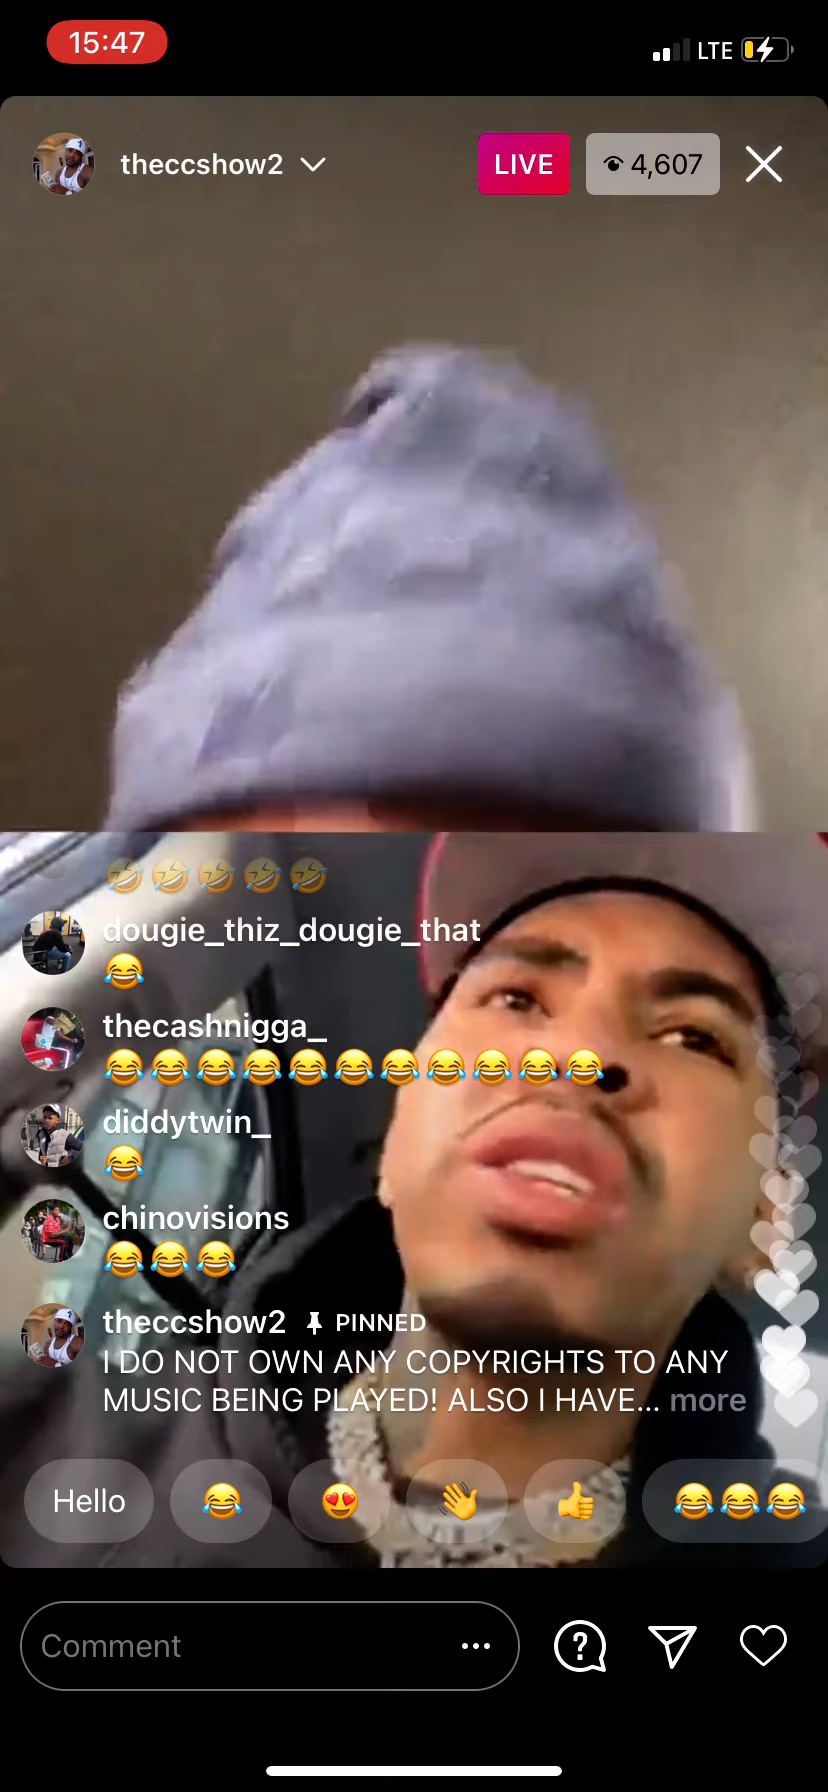 15:47
LTE
theccshow2
LIVE
4,607
🤣🤣🤣🤣🤣
dougie_thiz_dougie_that
😂
thecashnigga_
😂😂😂😂😂😂😂😂😂😂😂
diddytwin_
😂
chinovisions
😂😂😂
theccshow2 PINNED
I DO NOT OWN ANY COPYRIGHTS TO ANY
MUSIC BEING PLAYED! ALSO I HAVE... more
Hello 😂 😍 👋 👍 😂😂😂
Comment